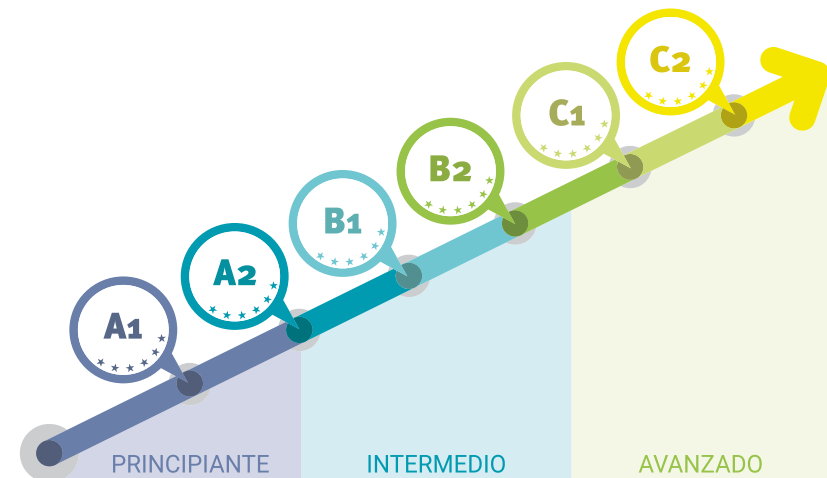 A1
A2
B1
B2
C1
C2
PRINCIPIANTE
INTERMEDIO
AVANZADO